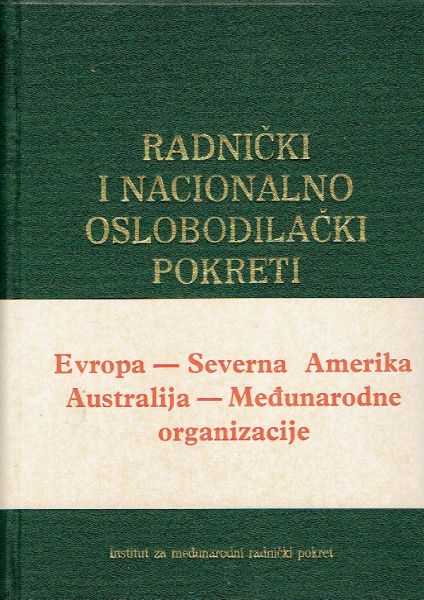 RADNIČKI
I NACIONALNO
OSLOBODILAČKI
POKRETI
Evropa — Severna Amerika
Australija — Međunarodne
organizacije
Institut za međunarodni radnički pokret